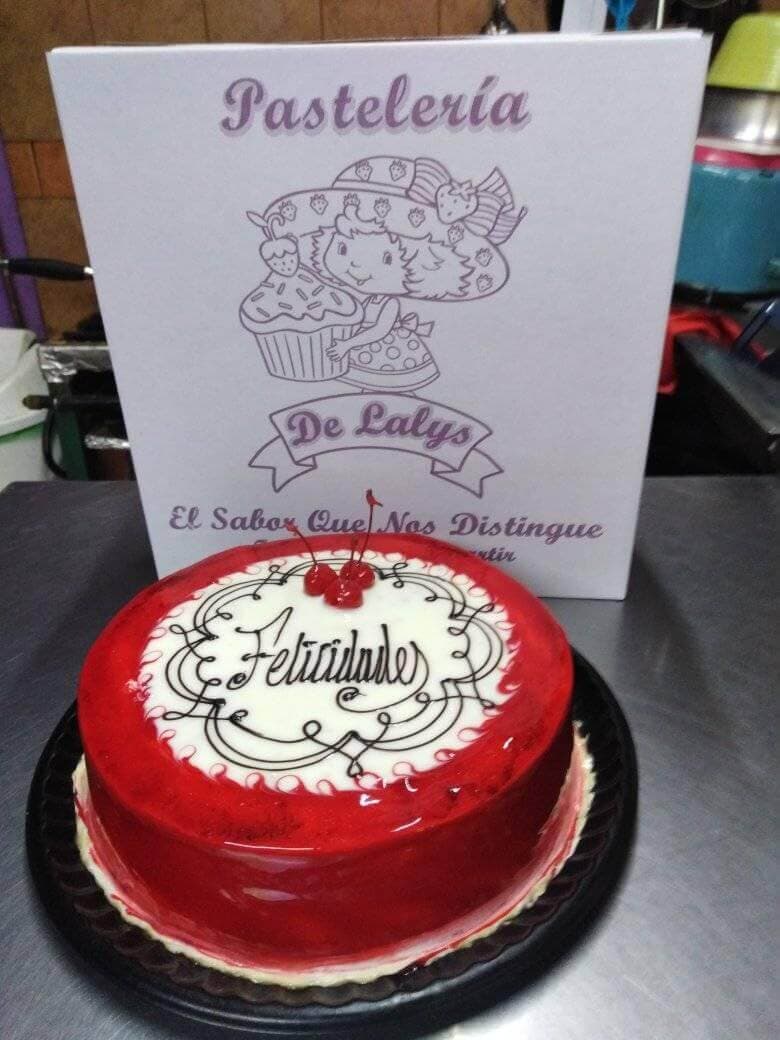 Pastelería
De Lalys
El Sabor Que Nos Distingue
Felicidades